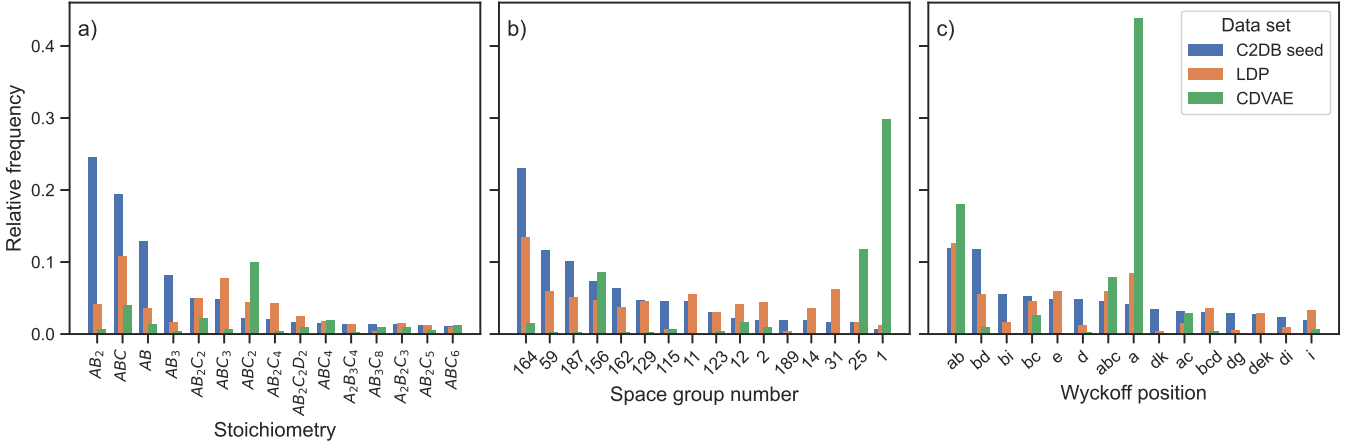 a)
b)
c)
Data set
C2DB seed
LDP
CDVAE
Relative frequency
0.4
0.3
0.2
0.1
0.0
AB₂ ABC AB AB₃ AB₂C₂ ABC₃ ABC₂ AB₂C₄ AB₂C₂D₂ ABC₄ A₂B₃C₄ AB₃C₈ A₂B₂C₃ AB₂C₅ ABC₆
Stoichiometry
164 59 187 156 162 129 115 11 123 12 2 189 14 31 25 1
Space group number
ab bd bi bc e d abc a dk ac bcd dg dek di i
Wyckoff position